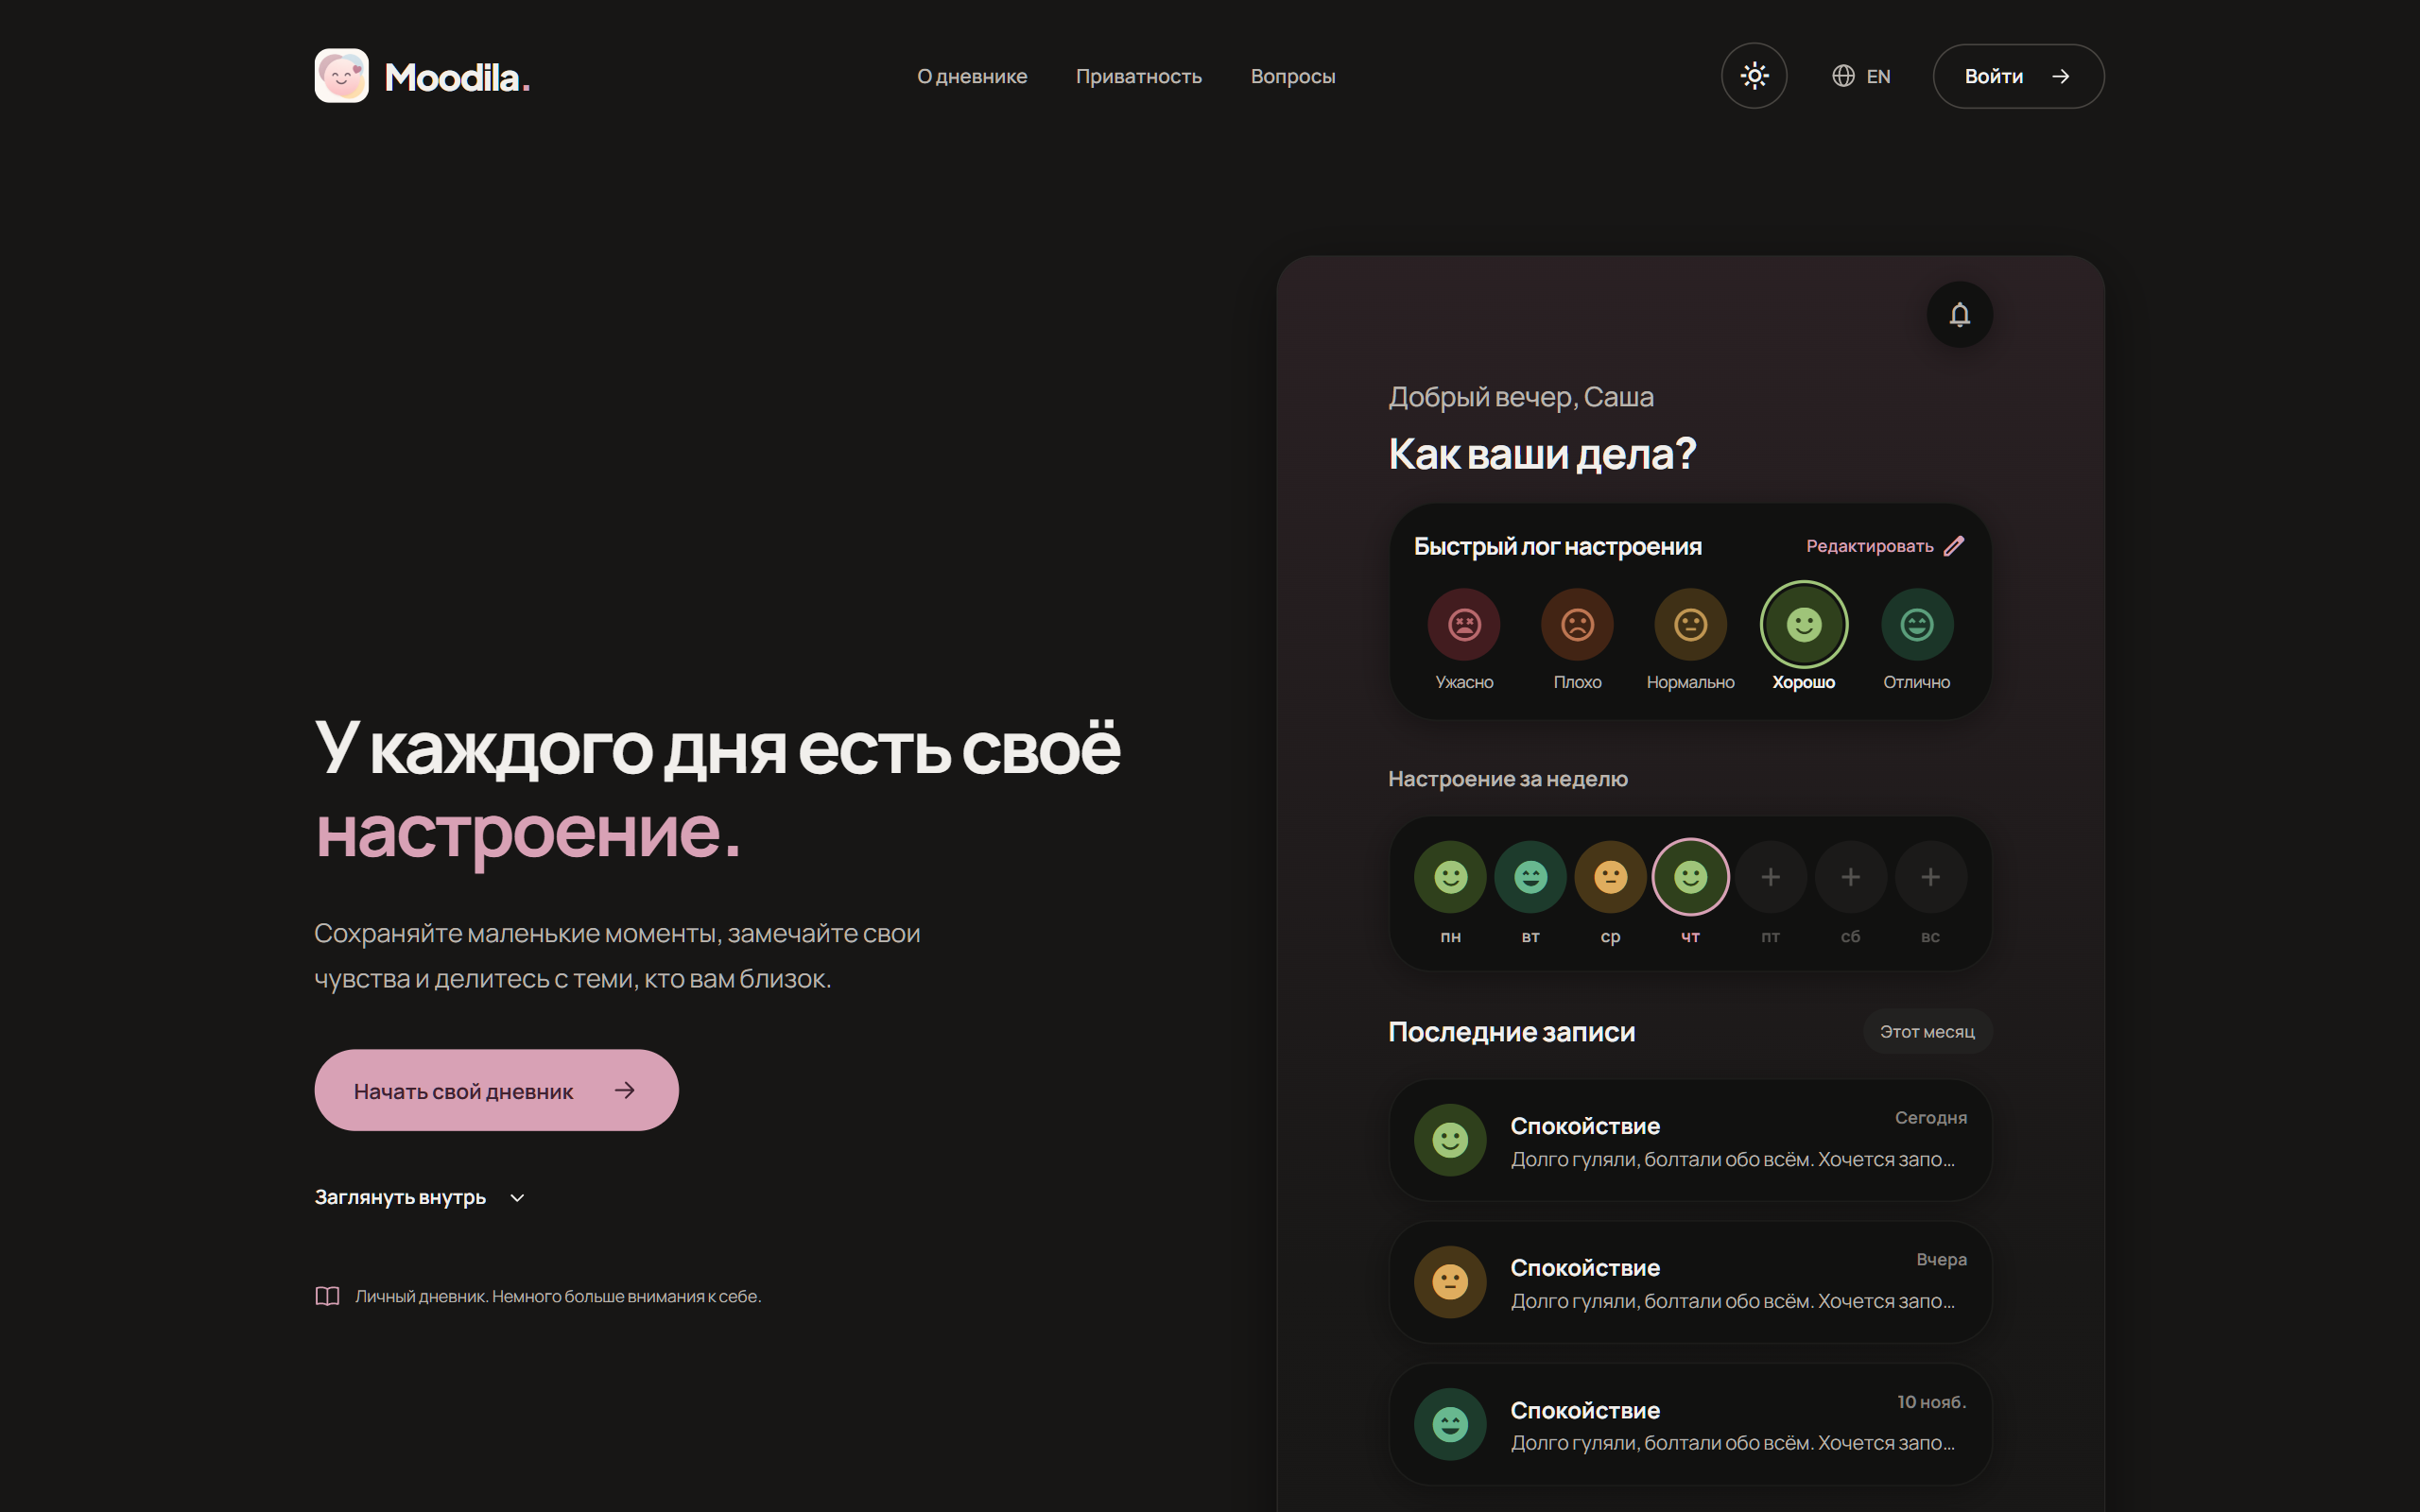 Moodila.
О дневнике
Приватность
Вопросы
EN
Войти
У каждого дня есть своё
настроение.
Сохраняйте маленькие моменты, замечайте свои
чувства и делитесь с теми, кто вам близок.
Начать свой дневник
Заглянуть внутрь
Личный дневник. Немного больше внимания к себе.
Добрый вечер, Саша
Как ваши дела?
Быстрый лог настроения
Редактировать
Ужасно
Плохо
Нормально
Хорошо
Отлично
Настроение за неделю
пн
вт
ср
чт
пт
сб
вс
Последние записи
Этот месяц
Спокойствие
Сегодня
Долго гуляли, болтали обо всём. Хочется запо…
Спокойствие
Вчера
Долго гуляли, болтали обо всём. Хочется запо…
Спокойствие
10 нояб.
Долго гуляли, болтали обо всём. Хочется запо…